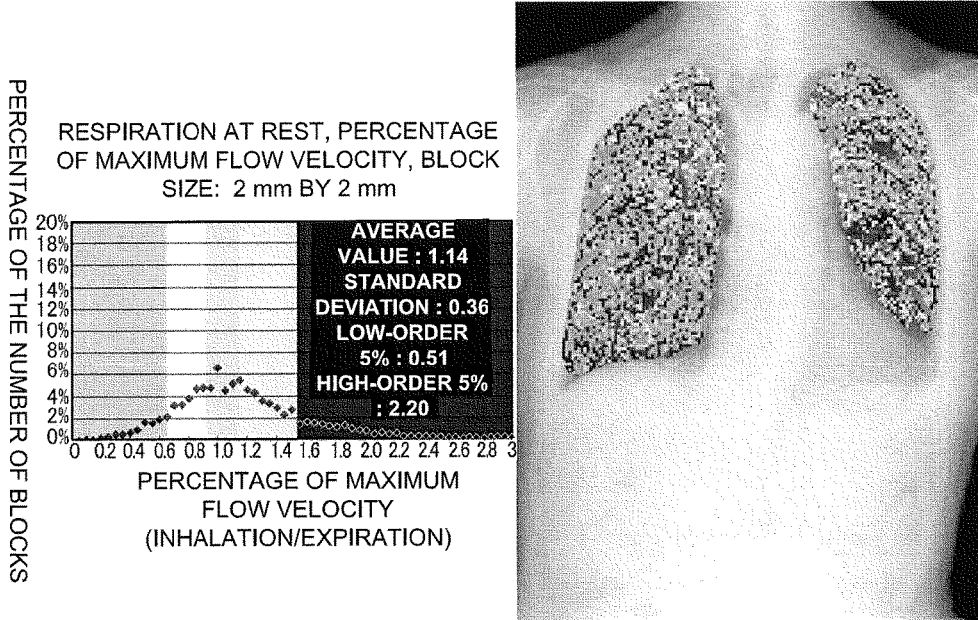 PERCENTAGE OF THE NUMBER OF BLOCKS
RESPIRATION AT REST, PERCENTAGE
OF MAXIMUM FLOW VELOCITY, BLOCK
SIZE: 2 mm BY 2 mm
20%
18%
16%
14%
12%
10%
8%
6%
4%
2%
0%
AVERAGE
VALUE : 1.14
STANDARD
DEVIATION : 0.36
LOW-ORDER
5% : 0.51
HIGH-ORDER 5%
: 2.20
0 0.2 0.4 0.6 0.8 1.0 1.2 1.4 1.6 1.8 2.0 2.2 2.4 2.6 2.8 3
PERCENTAGE OF MAXIMUM
FLOW VELOCITY
(INHALATION/EXPIRATION)